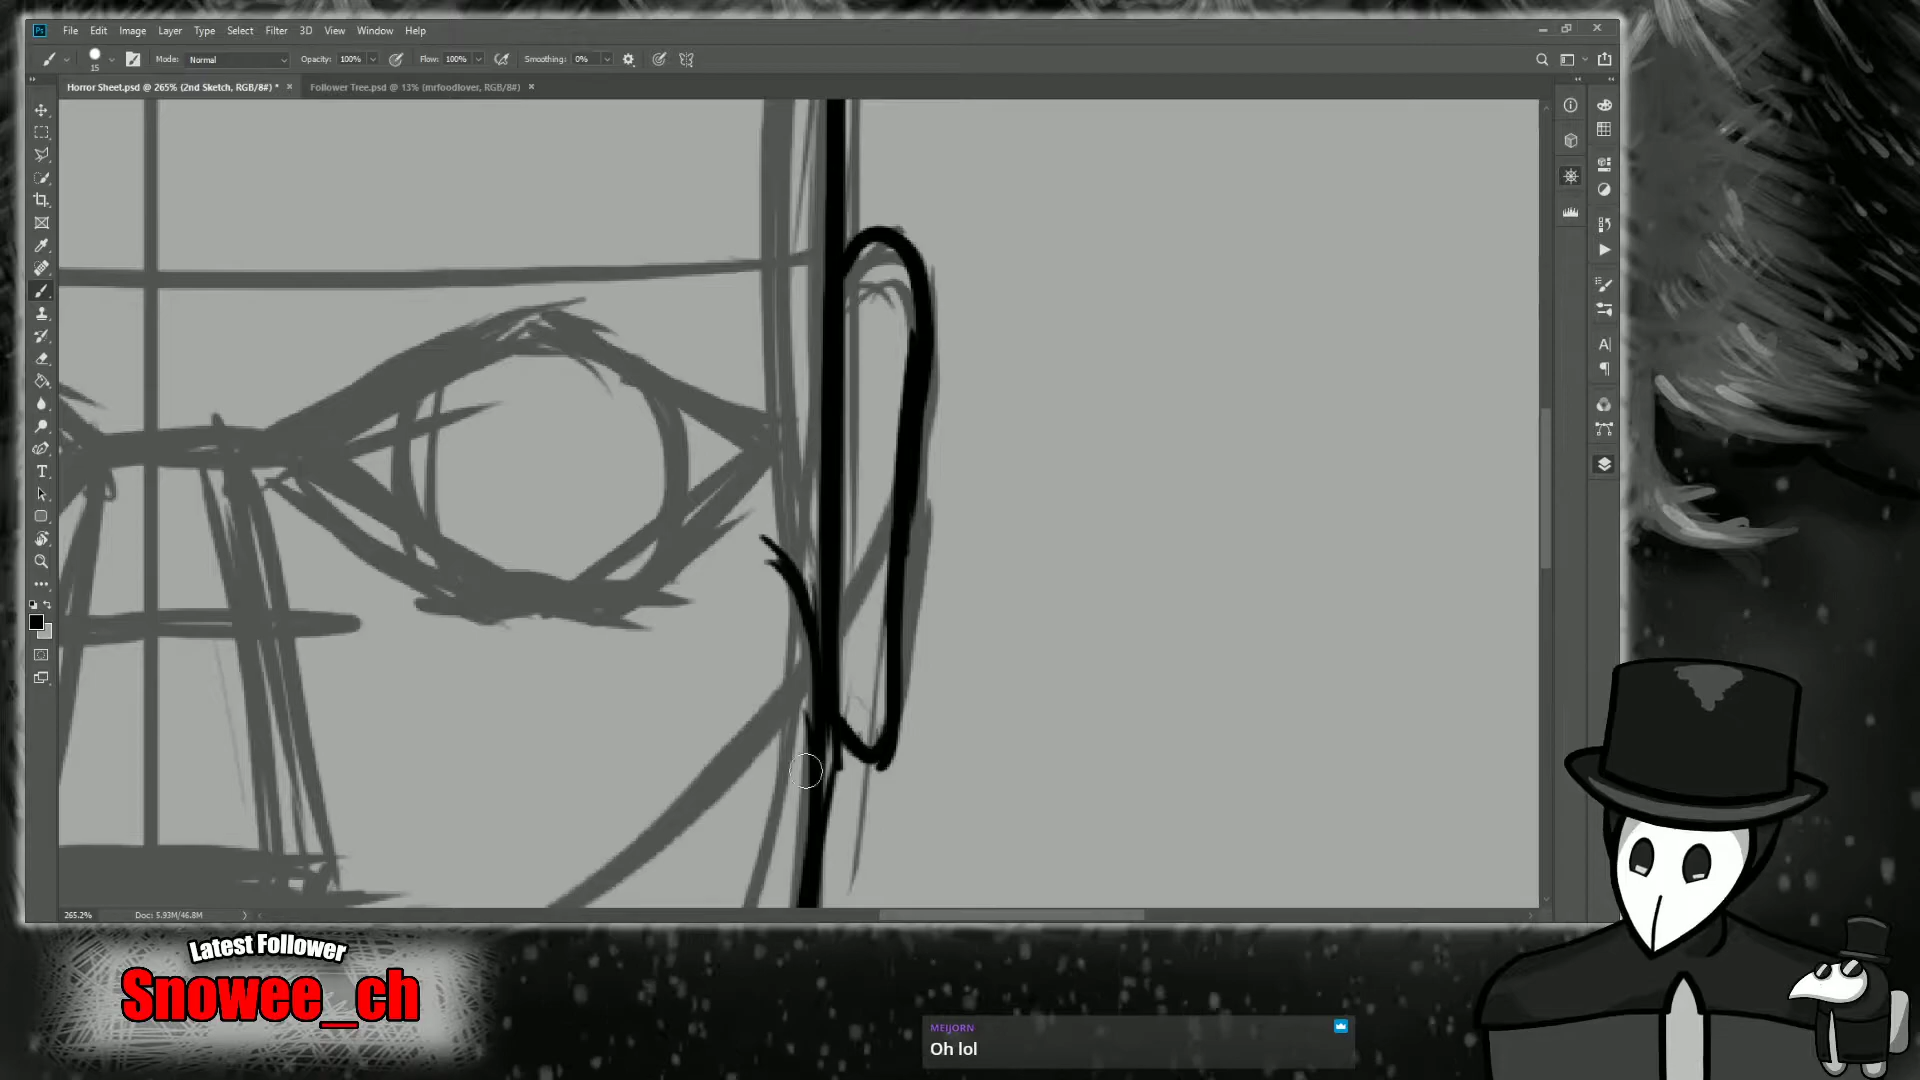 Ps File Edit Image Layer Type Select Filter 3D View Window Help
15 Mode: Normal Opacity: 100% Flow: 100% Smoothing: 0%
Horror Sheet.psd @ 265% (2nd Sketch, RGB/8#) * × Follower Tree.psd @ 13% (mrfoodlover, RGB/8#) ×
265.2% Doc: 5.93M/46.8M
Latest Follower
Snowee_ch
MEIJORN
Oh lol